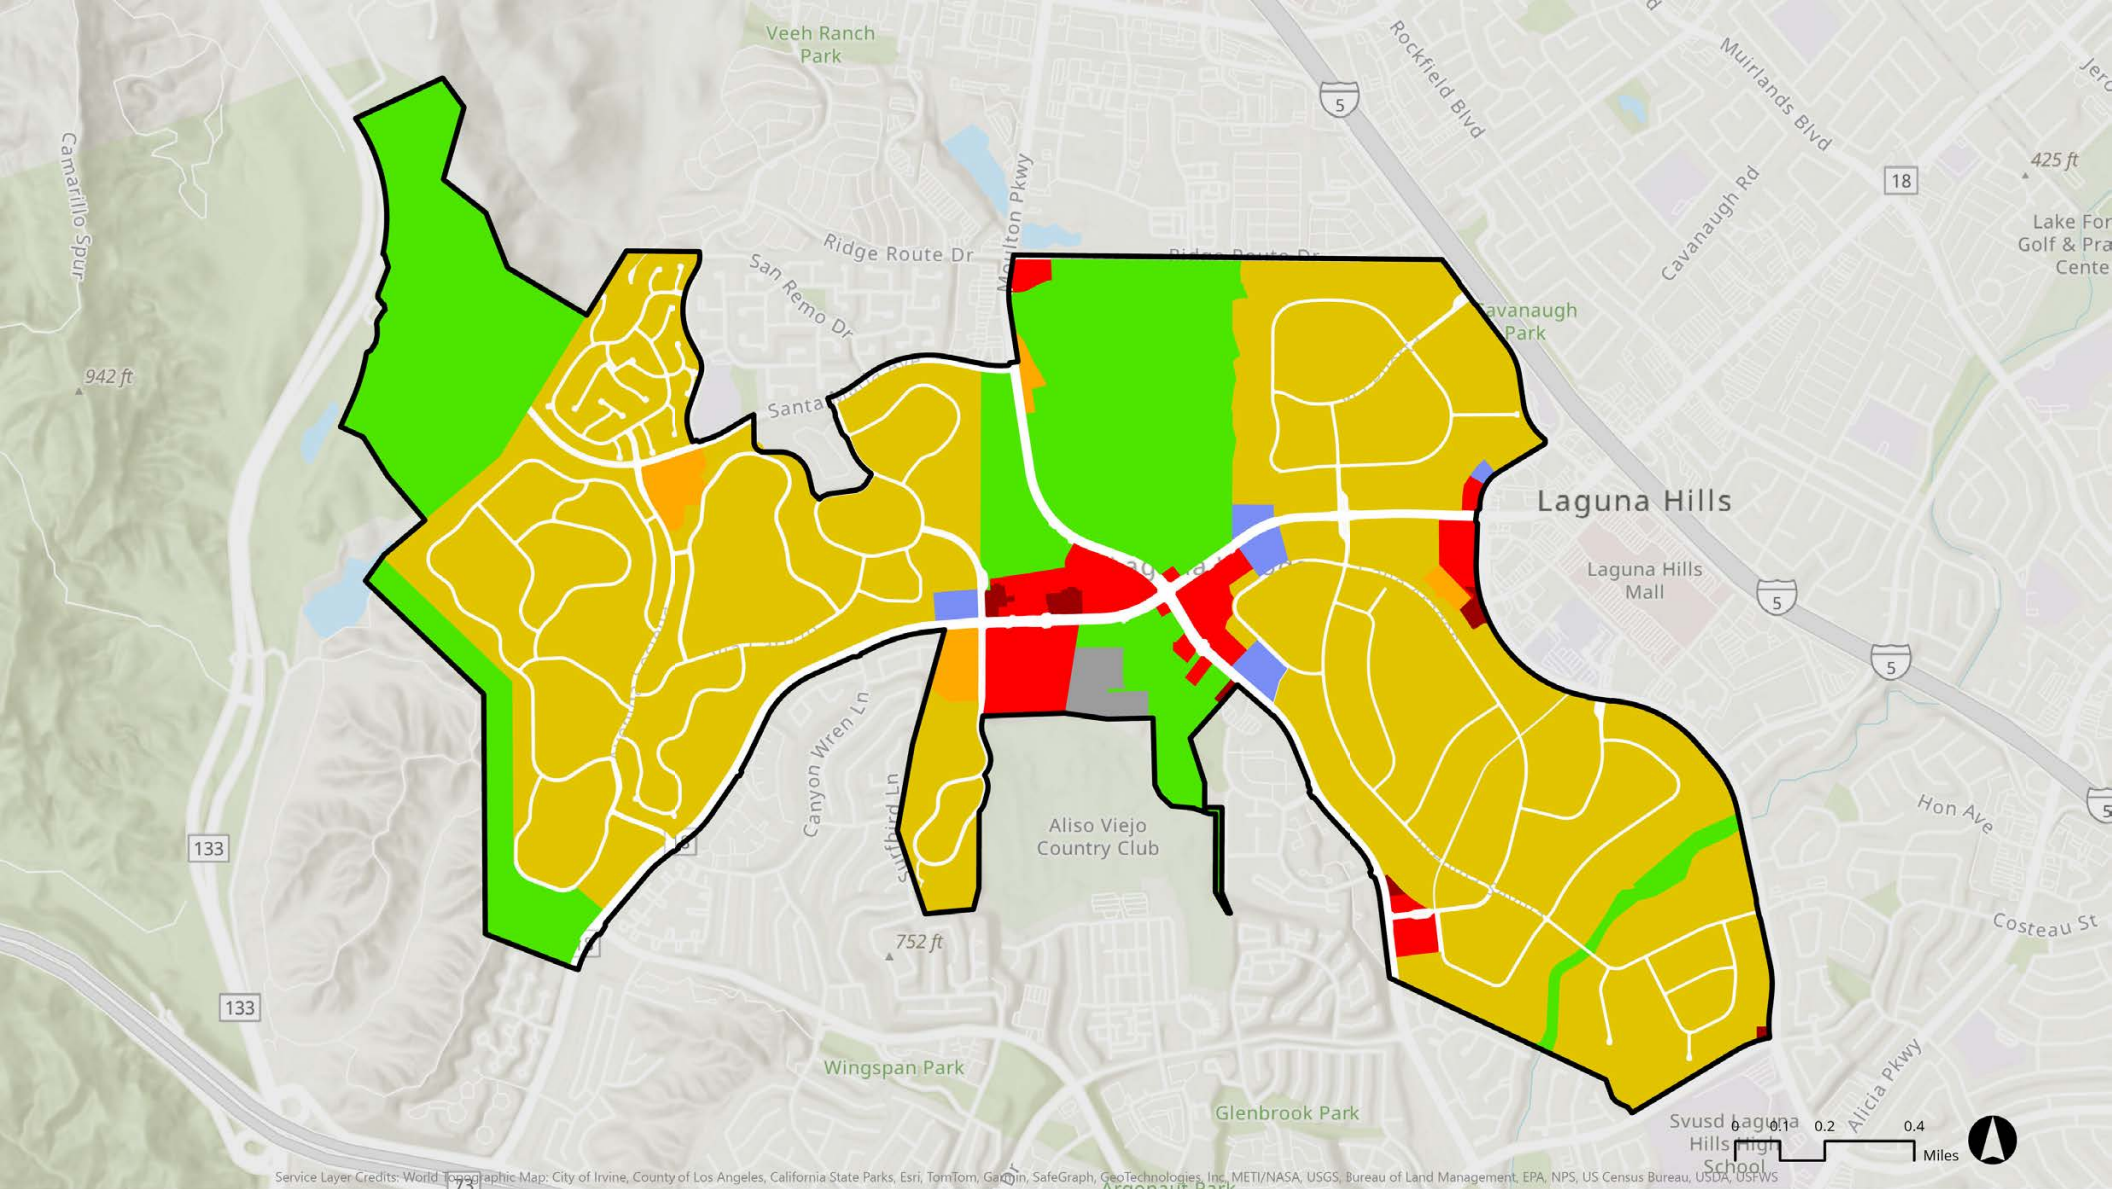 Veeh Ranch
Park
Rockfield Blvd
Muirlands Blvd
5
Camarillo Spur
425 ft
18
Moulton Pkwy
Cavanaugh Rd
Lake For
Golf & Pra
Cente
Ridge Route Dr
Ridge Route Dr
San Remo Dr
Cavanaugh
Park
942 ft
Santa
Laguna Hills
Laguna Hills
Mall
5
5
Canyon Wren Ln
Surfbird Ln
Hon Ave
Aliso Viejo
Country Club
133
18
Costeau St
752 ft
133
Wingspan Park
Glenbrook Park
Alicia Pkwy
Svusd Laguna
Hills High
School
0 0.1 0.2 0.4
Miles
Service Layer Credits: World Topographic Map: City of Irvine, County of Los Angeles, California State Parks, Esri, TomTom, Garmin, SafeGraph, GeoTechnologies, Inc, METI/NASA, USGS, Bureau of Land Management, EPA, NPS, US Census Bureau, USDA, USFWS
73
Dr
Argonaut Park